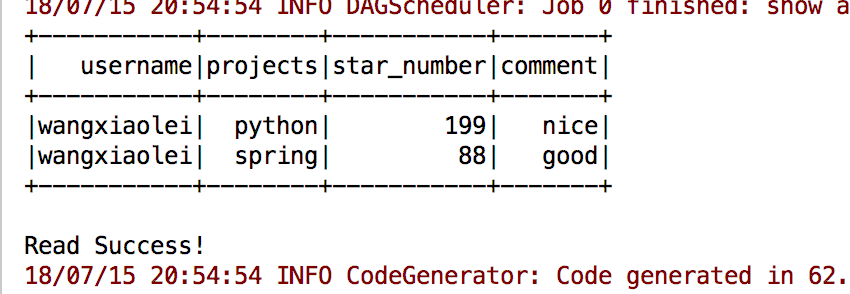 18/07/15 20:54:54 INFO DAGScheduler: Job 0 finished: show a
+-----------+--------+-----------+-------+
|   username|projects|star_number|comment|
+-----------+--------+-----------+-------+
|wangxiaolei|  python|        199|   nice|
|wangxiaolei|  spring|         88|   good|
+-----------+--------+-----------+-------+
Read Success!
18/07/15 20:54:54 INFO CodeGenerator: Code generated in 62.